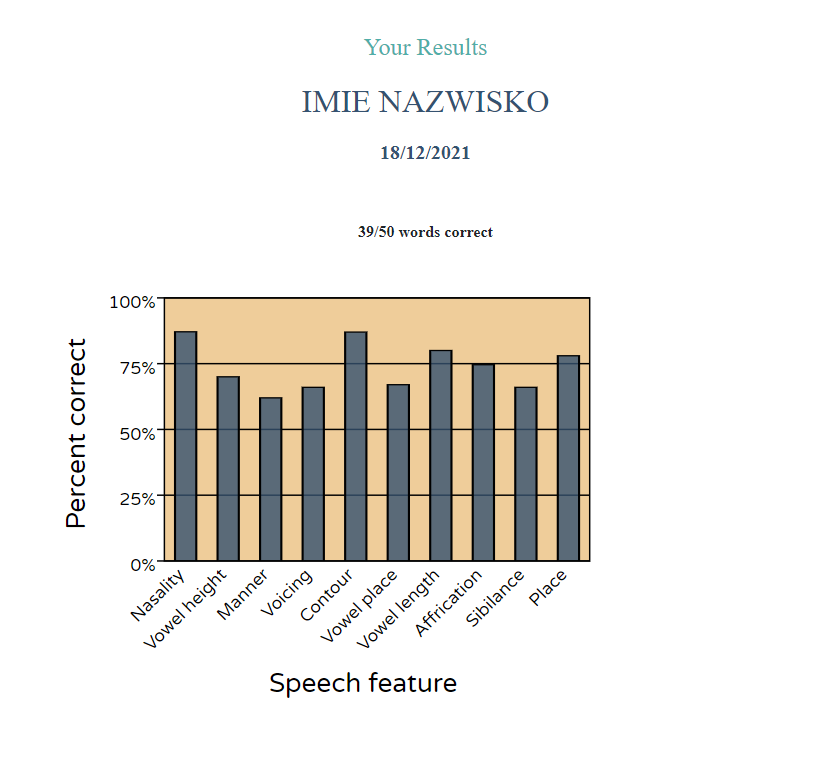 Your Results
IMIE NAZWISKO
18/12/2021
39/50 words correct
100%
75%
50%
25%
0%
Percent correct
Nasality
Vowel height
Manner
Voicing
Contour
Vowel place
Vowel length
Affrication
Sibilance
Place
Speech feature